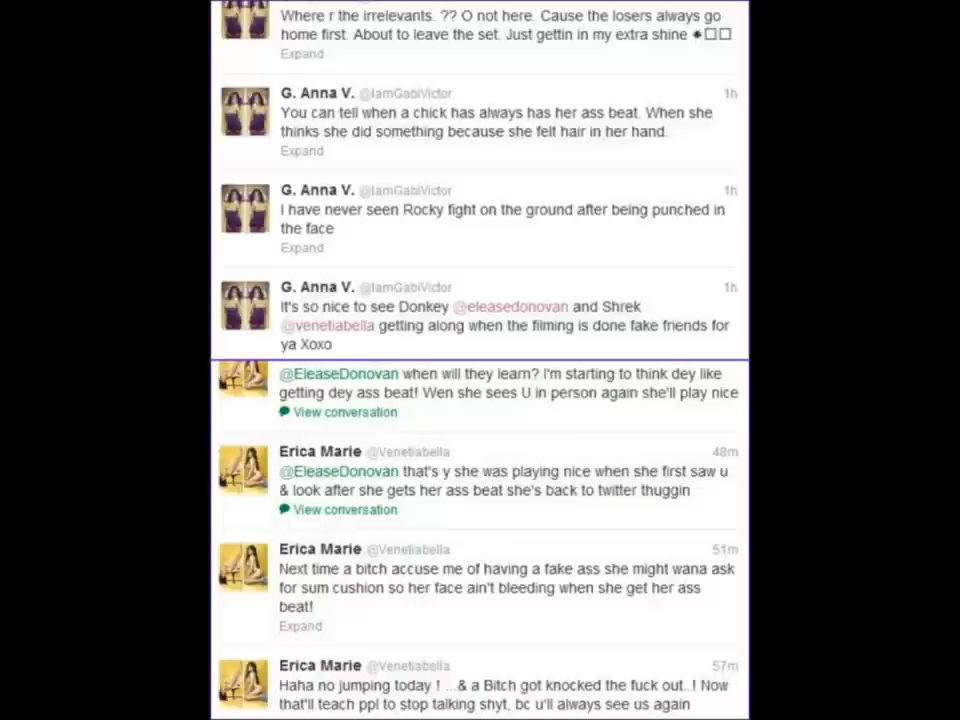 Where r the irrelevants. ?? O not here. Cause the losers always go
home first. About to leave the set. Just gettin in my extra shine ☀□□
Expand
G. Anna V. @IamGabiVictor 1h
You can tell when a chick has always has her ass beat. When she
thinks she did something because she felt hair in her hand.
Expand
G. Anna V. @IamGabiVictor 1h
I have never seen Rocky fight on the ground after being punched in
the face
Expand
G. Anna V. @IamGabiVictor 1h
It's so nice to see Donkey @eleasedonovan and Shrek
@venetiabella getting along when the filming is done fake friends for
ya Xoxo
@EleaseDonovan when will they learn? I'm starting to think dey like
getting dey ass beat! Wen she sees U in person again she'll play nice
View conversation
Erica Marie @Venetiabella 48m
@EleaseDonovan that's y she was playing nice when she first saw u
& look after she gets her ass beat she's back to twitter thuggin
View conversation
Erica Marie @Venetiabella 51m
Next time a bitch accuse me of having a fake ass she might wana ask
for sum cushion so her face ain't bleeding when she get her ass
beat!
Expand
Erica Marie @Venetiabella 57m
Haha no jumping today ! ...& a Bitch got knocked the fuck out..! Now
that'll teach ppl to stop talking shyt, bc u'll always see us again